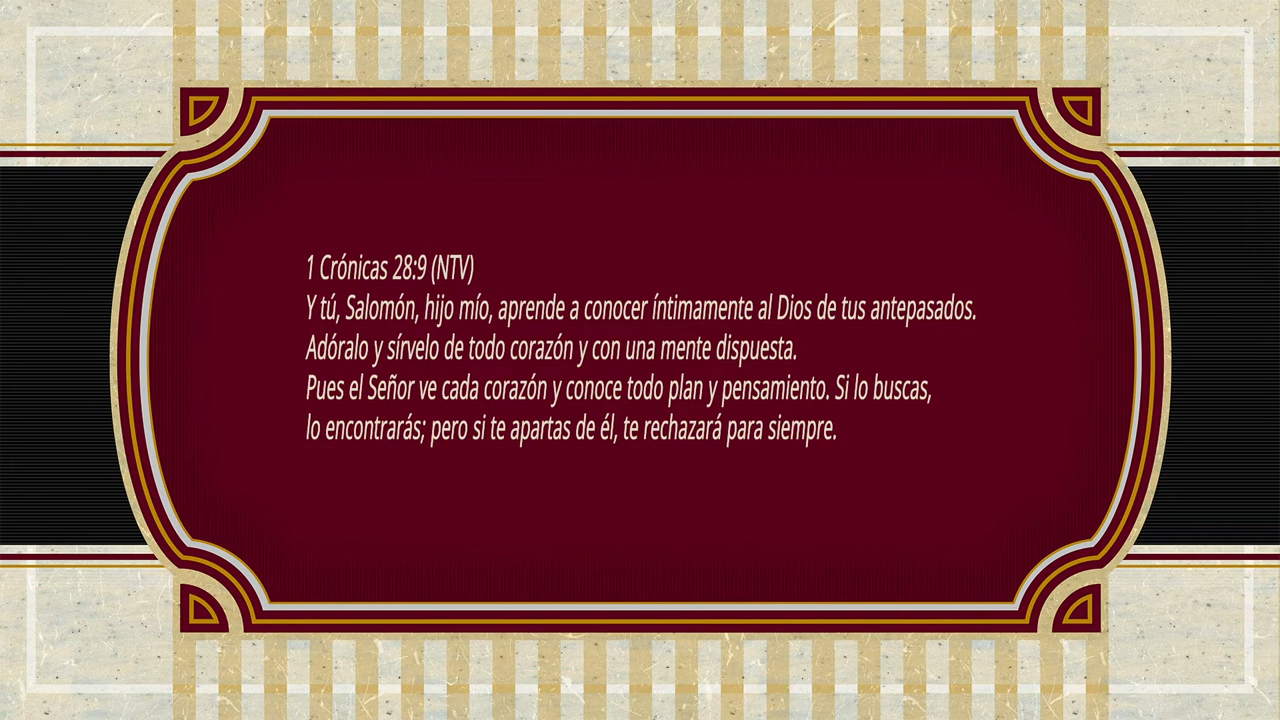 1 Crónicas 28:9 (NTV)
Y tú, Salomón, hijo mío, aprende a conocer íntimamente al Dios de tus antepasados.
Adóralo y sírvelo de todo corazón y con una mente dispuesta.
Pues el Señor ve cada corazón y conoce todo plan y pensamiento. Si lo buscas,
lo encontrarás; pero si te apartas de él, te rechazará para siempre.